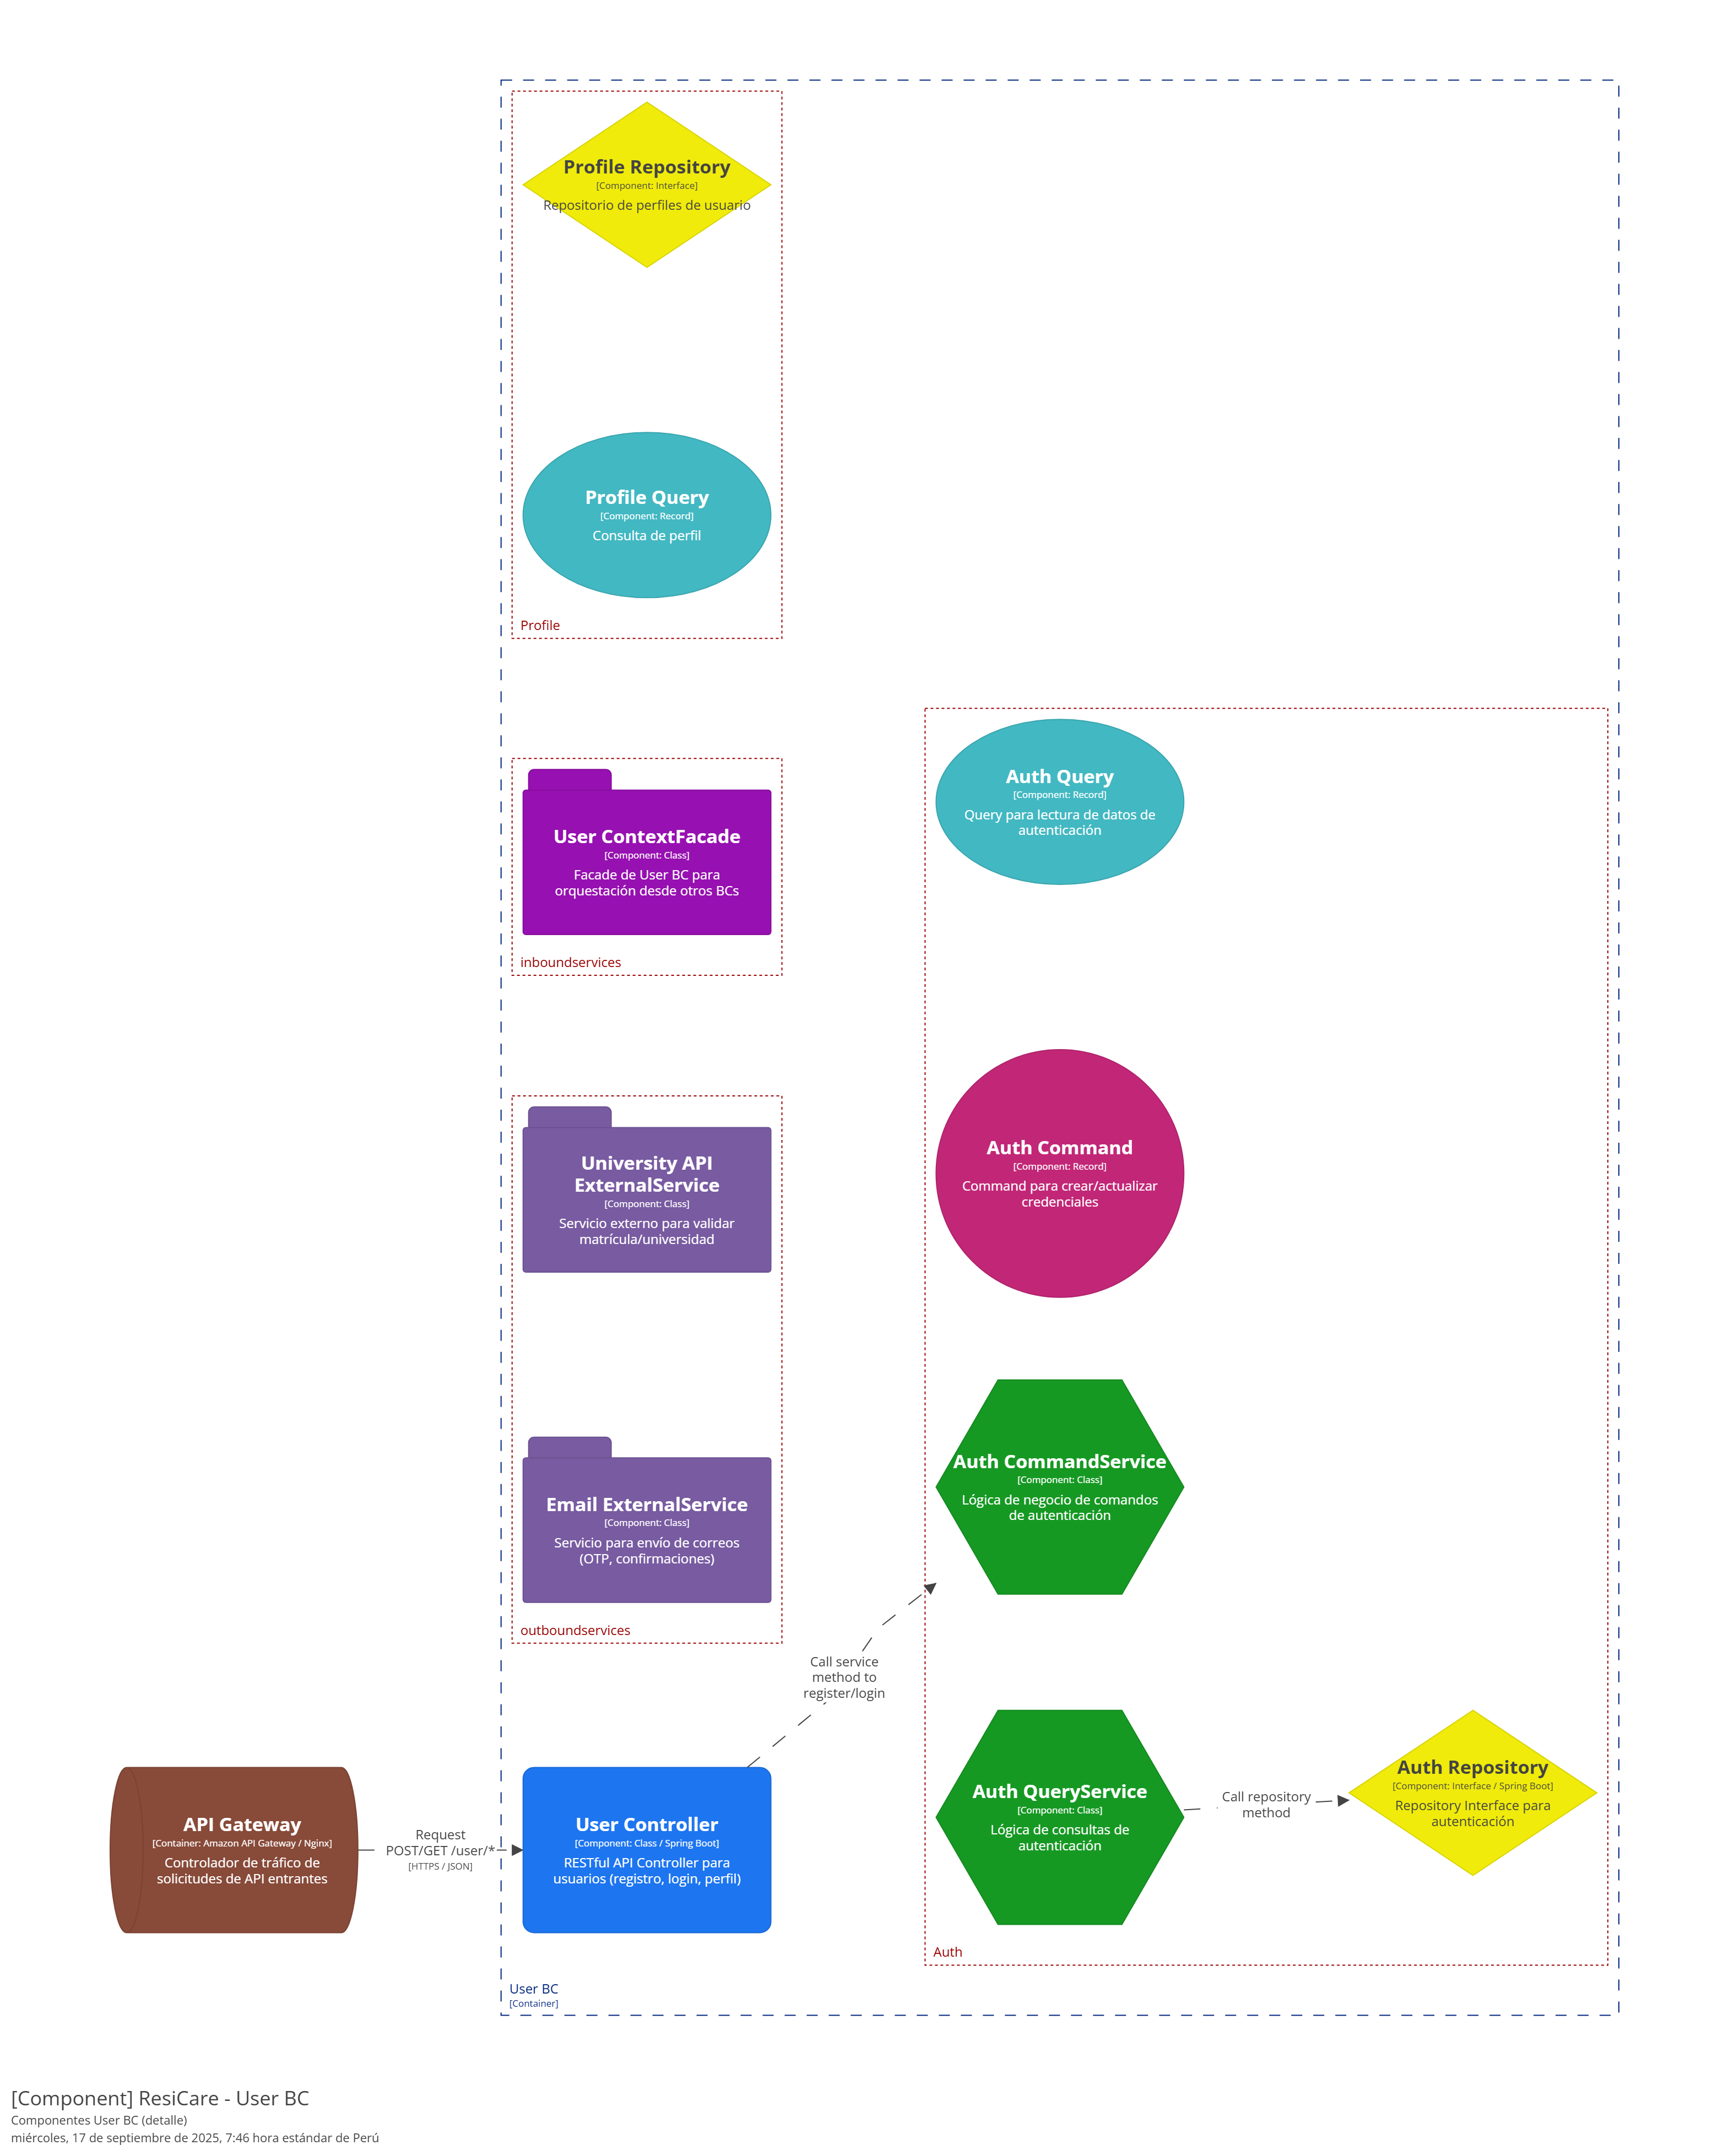 Profile Repository
[Component: Interface]
Repositorio de perfiles de usuario
Profile Query
[Component: Record]
Consulta de perfil
Profile
User ContextFacade
[Component: Class]
Facade de User BC para
orquestación desde otros BCs
inboundservices
University API
ExternalService
[Component: Class]
Servicio externo para validar
matrícula/universidad
Email ExternalService
[Component: Class]
Servicio para envío de correos
(OTP, confirmaciones)
outboundservices
Auth Query
[Component: Record]
Query para lectura de datos de
autenticación
Auth Command
[Component: Record]
Command para crear/actualizar
credenciales
Auth CommandService
[Component: Class]
Lógica de negocio de comandos
de autenticación
Call service
method to
register/login
API Gateway
[Container: Amazon API Gateway / Nginx]
Controlador de tráfico de
solicitudes de API entrantes
Request
POST/GET /user/*
[HTTPS / JSON]
User Controller
[Component: Class / Spring Boot]
RESTful API Controller para
usuarios (registro, login, perfil)
Auth QueryService
[Component: Class]
Lógica de consultas de
autenticación
Call repository
method
Auth Repository
[Component: Interface / Spring Boot]
Repository Interface para
autenticación
Auth
User BC
[Container]
[Component] ResiCare - User BC
Componentes User BC (detalle)
miércoles, 17 de septiembre de 2025, 7:46 hora estándar de Perú